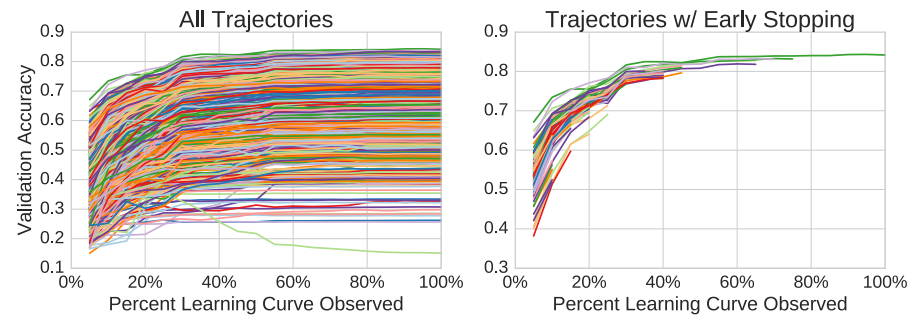 All Trajectories
Validation Accuracy
0.9
0.8
0.7
0.6
0.5
0.4
0.3
0.2
0.1
0% 20% 40% 60% 80% 100%
Percent Learning Curve Observed
Trajectories w/ Early Stopping
0.9
0.8
0.7
0.6
0.5
0.4
0.3
0% 20% 40% 60% 80% 100%
Percent Learning Curve Observed